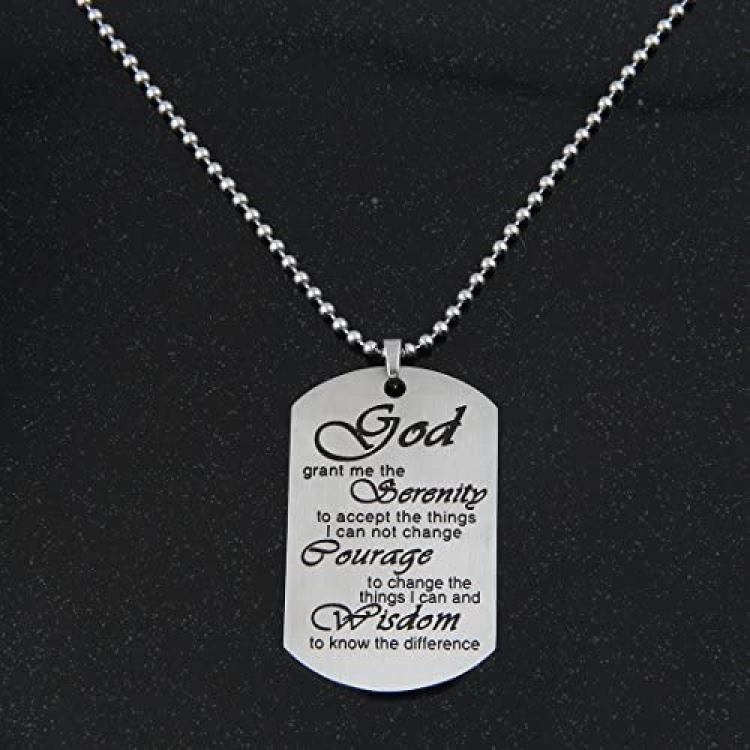 God
grant me the
Serenity
to accept the things
I can not change
Courage
to change the
things I can and
Wisdom
to know the difference